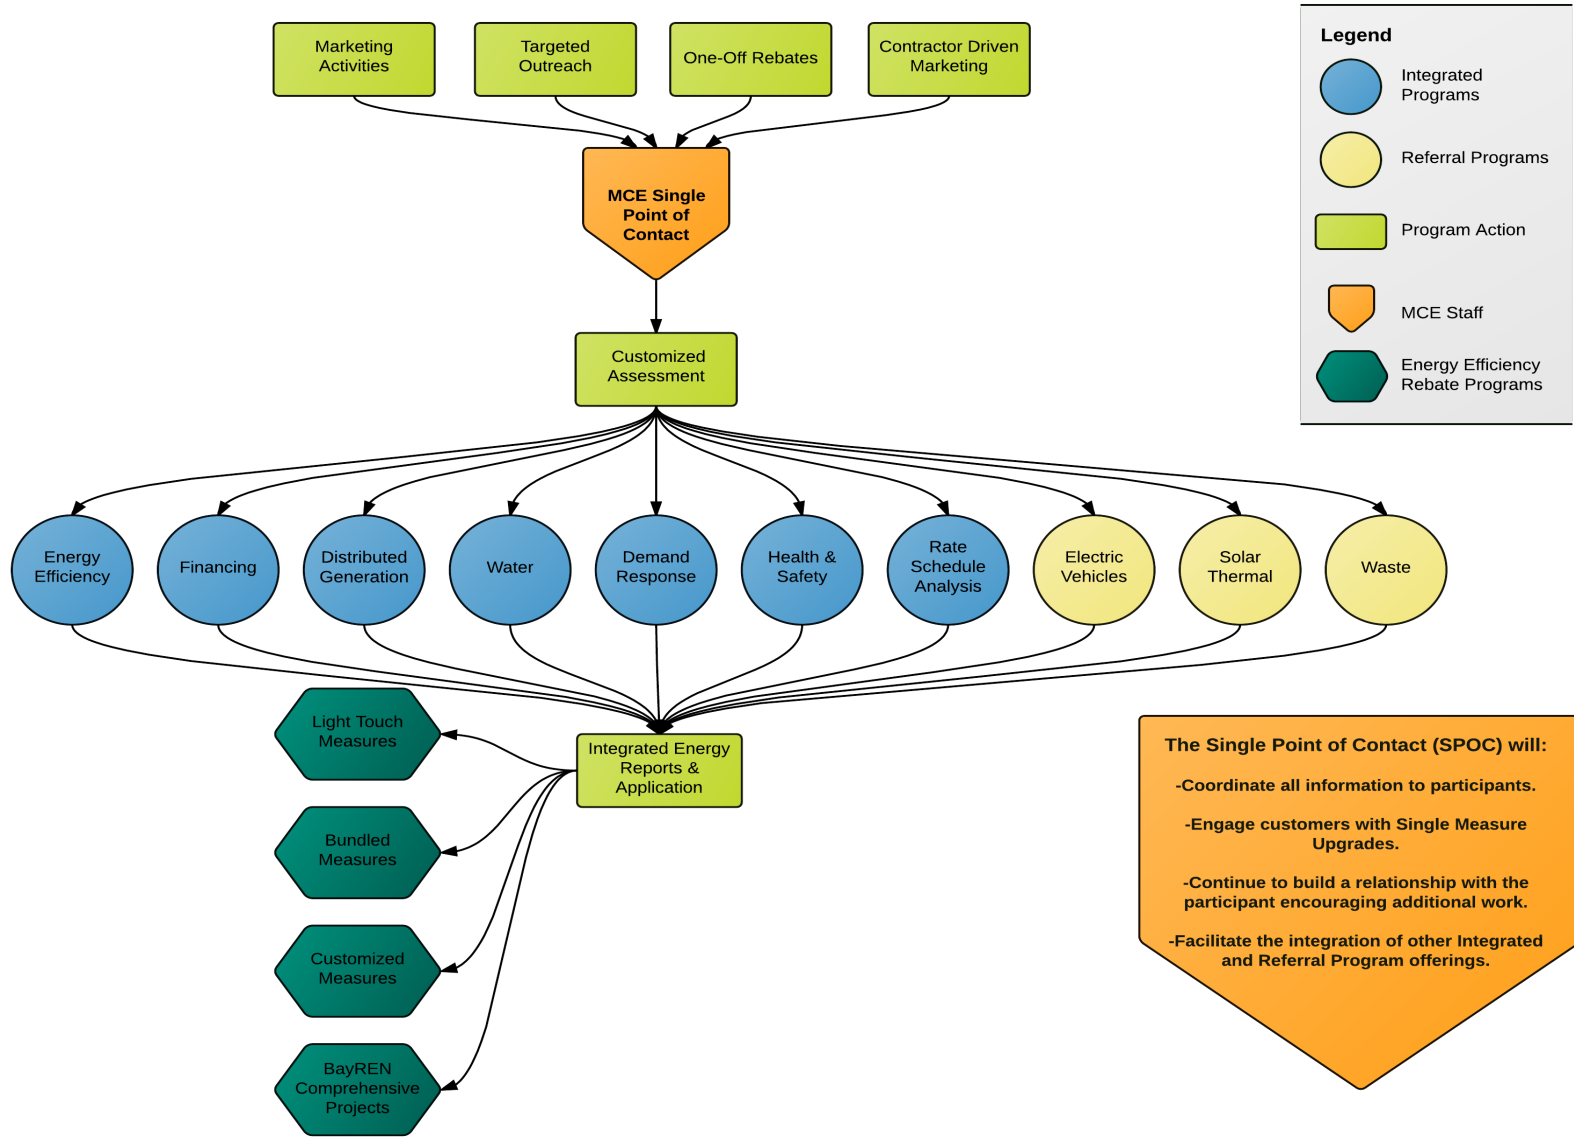 Marketing
Activities
Targeted
Outreach
One-Off Rebates
Contractor Driven
Marketing
Legend
Integrated
Programs
Referral Programs
Program Action
MCE Staff
Energy Efficiency
Rebate Programs
MCE Single
Point of
Contact
Customized
Assessment
Energy
Efficiency
Financing
Distributed
Generation
Water
Demand
Response
Health &
Safety
Rate
Schedule
Analysis
Electric
Vehicles
Solar
Thermal
Waste
Integrated Energy
Reports &
Application
Light Touch
Measures
Bundled
Measures
Customized
Measures
BayREN
Comprehensive
Projects
The Single Point of Contact (SPOC) will:
-Coordinate all information to participants.
-Engage customers with Single Measure
Upgrades.
-Continue to build a relationship with the
participant encouraging additional work.
-Facilitate the integration of other Integrated
and Referral Program offerings.